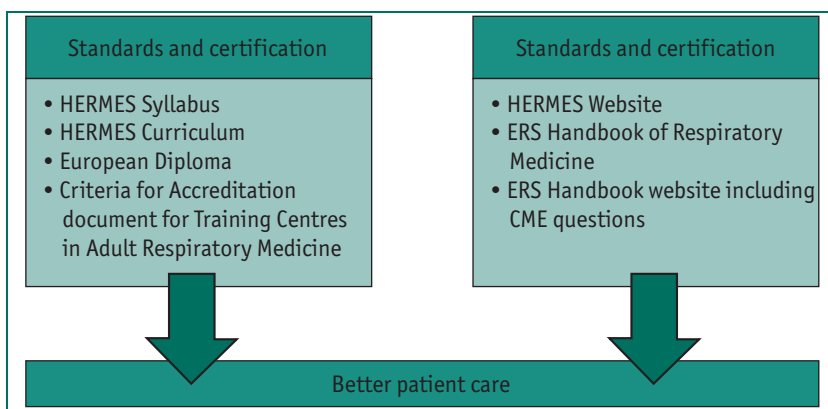 Standards and certification
• HERMES Syllabus
• HERMES Curriculum
• European Diploma
• Criteria for Accreditation
document for Training Centres
in Adult Respiratory Medicine
Standards and certification
• HERMES Website
• ERS Handbook of Respiratory
Medicine
• ERS Handbook website including
CME questions
Better patient care